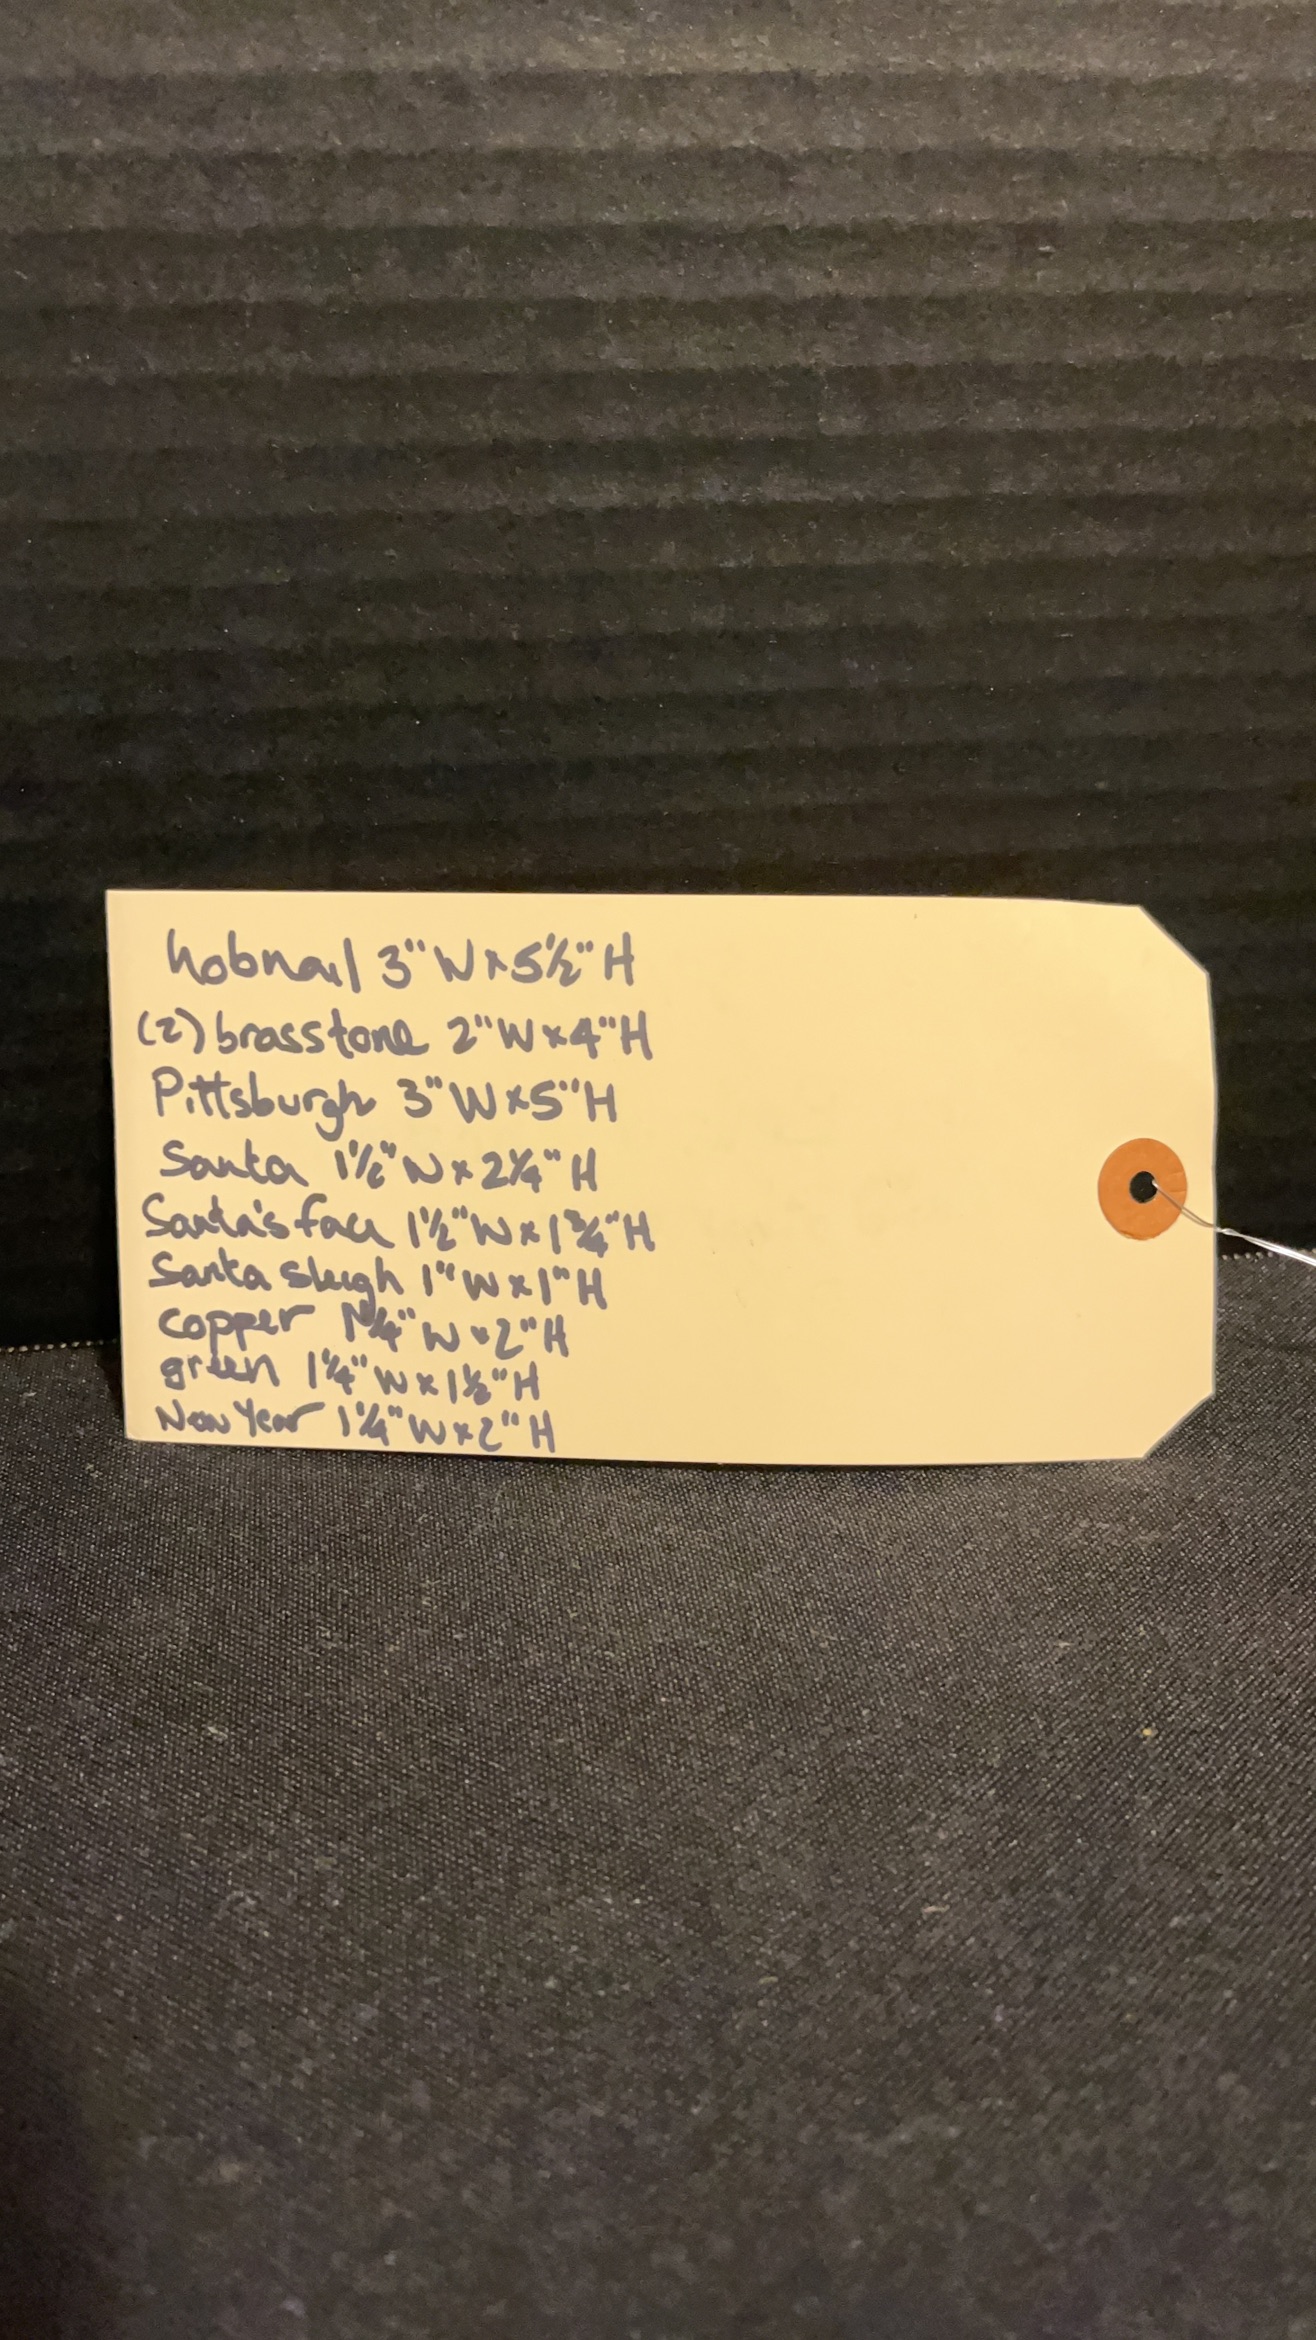 hobnail 3"W x 5½"H
(2) brasstone 2"W x 4"H
Pittsburgh 3"W x 5"H
Santa 1½"W x 2¼"H
Santa's face 1½"W x 1¾"H
Santa sleigh 1"W x 1"H
copper 1¼"W x 2"H
green 1¼"W x 1½"H
New Year 1¼"W x 2"H